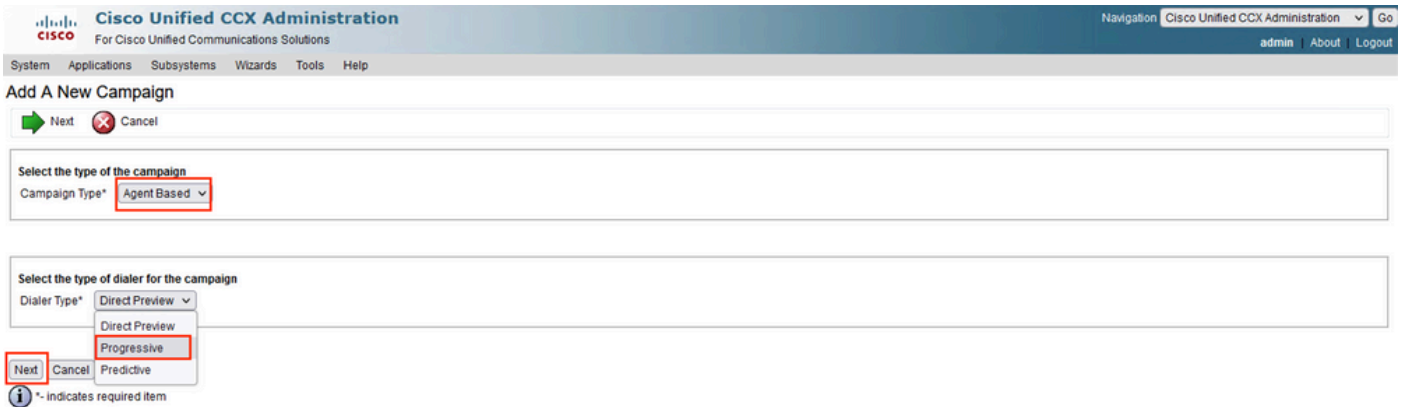 Cisco Unified CCX Administration
For Cisco Unified Communications Solutions
CISCO
Navigation Cisco Unified CCX Administration Go
admin | About | Logout
System Applications Subsystems Wizards Tools Help
Add A New Campaign
Next Cancel
Select the type of the campaign
Campaign Type* Agent Based
Select the type of dialer for the campaign
Dialer Type* Direct Preview
Direct Preview
Progressive
Predictive
Next Cancel
i *- indicates required item